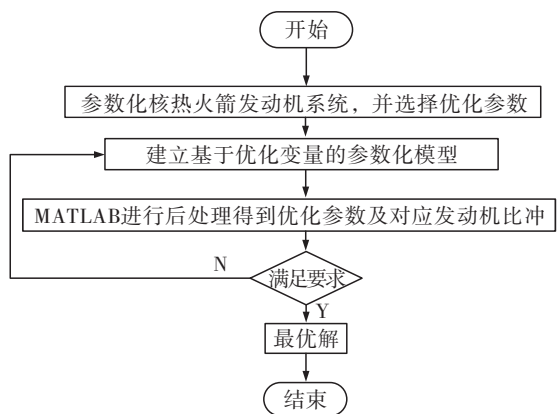 开始
参数化核热火箭发动机系统，并选择优化参数
建立基于优化变量的参数化模型
MATLAB进行后处理得到优化参数及对应发动机比冲
N
满足要求
Y
最优解
结束